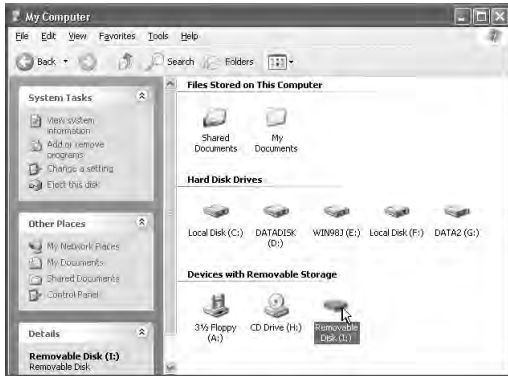 My Computer
File Edit View Favorites Tools Help
Back Search Folders
System Tasks
View system
information
Add or remove
programs
Change a setting
Eject this disk
Other Places
My Network Places
My Documents
Shared Documents
Control Panel
Details
Removable Disk (I:)
Removable Disk
Files Stored on This Computer
Shared
Documents
My
Documents
Hard Disk Drives
Local Disk (C:)
DATADISK
(D:)
WIN98J (E:)
Local Disk (F:)
DATA2 (G:)
Devices with Removable Storage
3½ Floppy
(A:)
CD Drive (H:)
Removable
Disk (I:)